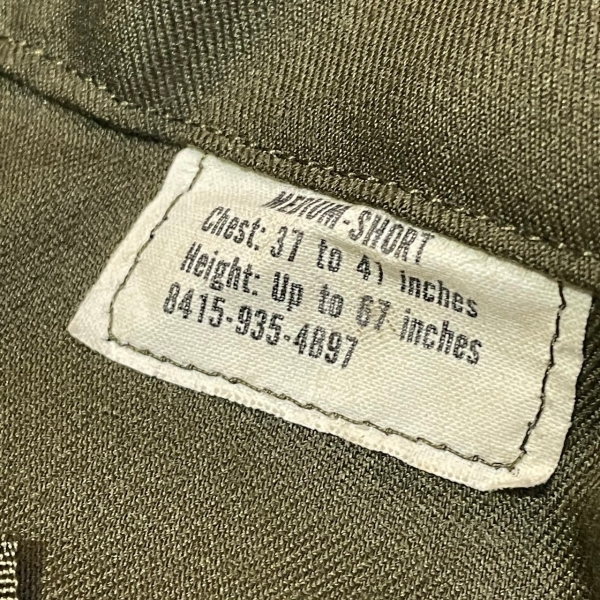 MEDIUM-SHORT
Chest: 37 to 41 inches
Height: Up to 67 inches
8415-935-4897